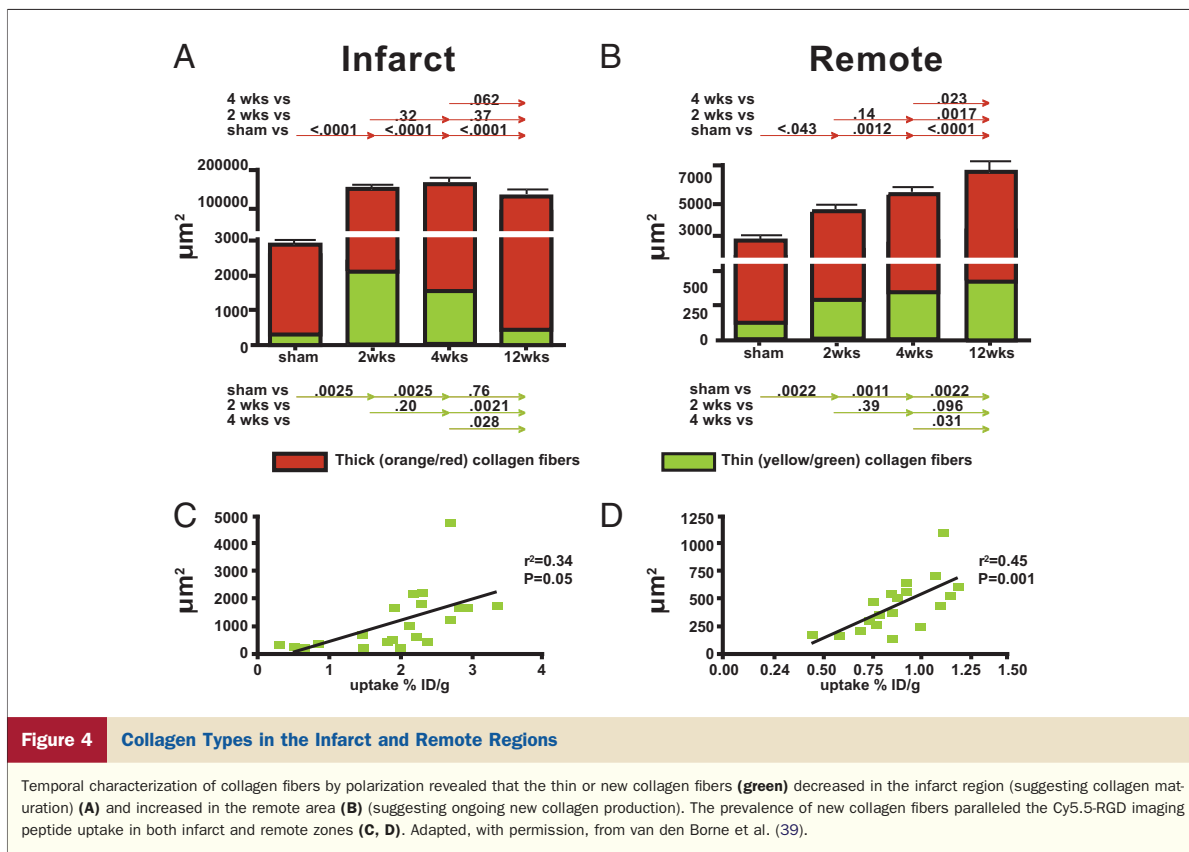 A Infarct
4 wks vs .062
2 wks vs .32 .37
sham vs <.0001 <.0001 <.0001
200000
100000
3000
2000
1000
0
µm²
sham 2wks 4wks 12wks
sham vs .0025 .0025 .76
2 wks vs .20 .0021
4 wks vs .028
B Remote
4 wks vs .023
2 wks vs .14 .0017
sham vs <.043 .0012 <.0001
7000
5000
3000
500
250
0
µm²
sham 2wks 4wks 12wks
sham vs .0022 .0011 .0022
2 wks vs .39 .096
4 wks vs .031
Thick (orange/red) collagen fibers
Thin (yellow/green) collagen fibers
C
5000
4000
3000
2000
1000
0
µm²
r²=0.34
P=0.05
0 1 2 3 4
uptake % ID/g
D
1250
1000
750
500
250
0
µm²
r²=0.45
P=0.001
0.00 0.24 0.50 0.75 1.00 1.25 1.50
uptake % ID/g
Figure 4 Collagen Types in the Infarct and Remote Regions
Temporal characterization of collagen fibers by polarization revealed that the thin or new collagen fibers (green) decreased in the infarct region (suggesting collagen mat-
uration) (A) and increased in the remote area (B) (suggesting ongoing new collagen production). The prevalence of new collagen fibers paralleled the Cy5.5-RGD imaging
peptide uptake in both infarct and remote zones (C, D). Adapted, with permission, from van den Borne et al. (39).